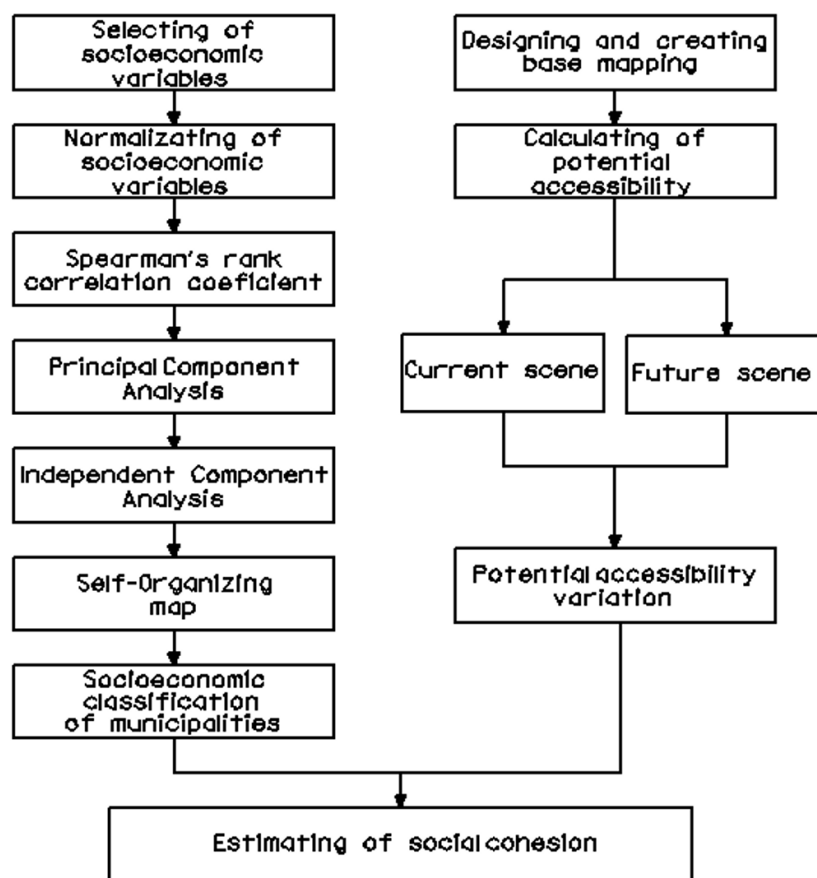 Selecting of
socioeconomic
variables
Normalizating of
socioeconomic
variables
Spearman's rank
correlation coeficient
Principal Component
Analysis
Independent Component
Analysis
Self-Organizing
map
Socioeconomic
classification
of municipalities
Designing and creating
base mapping
Calculating of
potential
accessibility
Current scene
Future scene
Potential accessibility
variation
Estimating of social cohesion